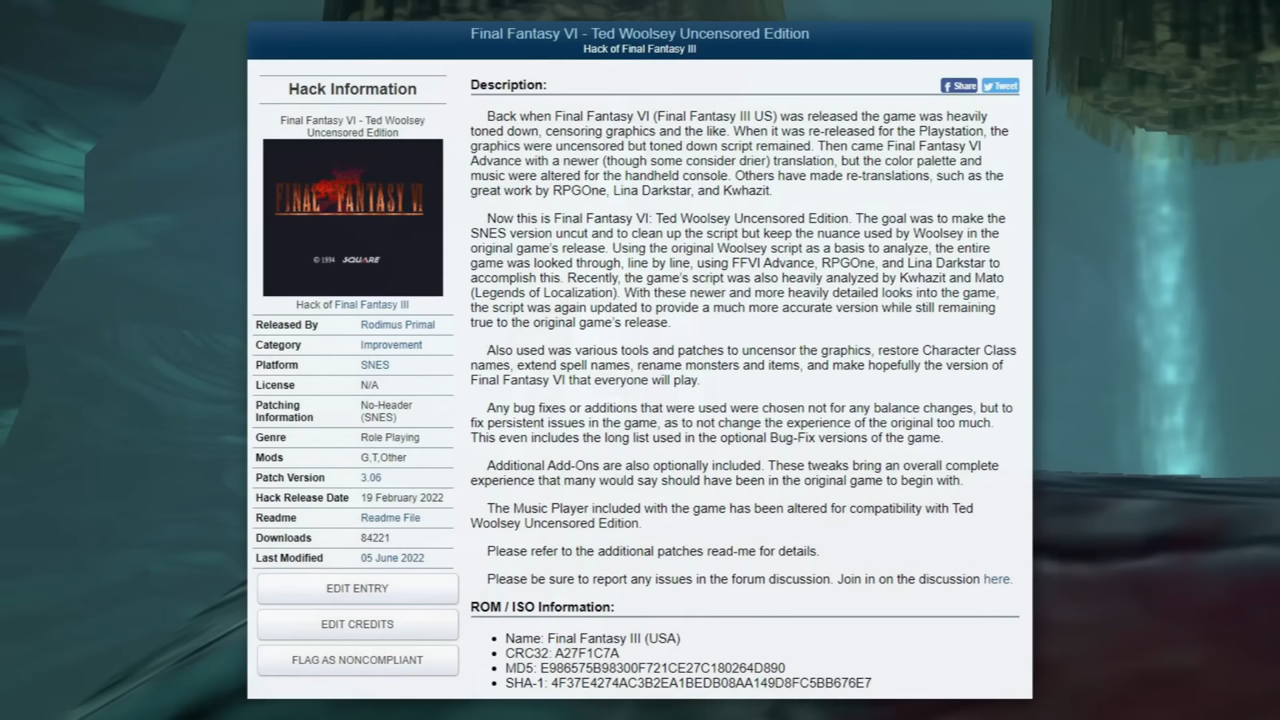 Final Fantasy VI - Ted Woolsey Uncensored Edition
Hack of Final Fantasy III
Hack Information
Final Fantasy VI - Ted Woolsey
Uncensored Edition
FINAL FANTASY VI
© 1994 SQUARE
Hack of Final Fantasy III
Released By Rodimus Primal
Category Improvement
Platform SNES
License N/A
Patching Information No-Header (SNES)
Genre Role Playing
Mods G,T,Other
Patch Version 3.06
Hack Release Date 19 February 2022
Readme Readme File
Downloads 84221
Last Modified 05 June 2022
EDIT ENTRY
EDIT CREDITS
FLAG AS NONCOMPLIANT
Description:
Share Tweet
Back when Final Fantasy VI (Final Fantasy III US) was released the game was heavily
toned down, censoring graphics and the like. When it was re-released for the Playstation, the
graphics were uncensored but toned down script remained. Then came Final Fantasy VI
Advance with a newer (though some consider drier) translation, but the color palette and
music were altered for the handheld console. Others have made re-translations, such as the
great work by RPGOne, Lina Darkstar, and Kwhazit.
Now this is Final Fantasy VI: Ted Woolsey Uncensored Edition. The goal was to make the
SNES version uncut and to clean up the script but keep the nuance used by Woolsey in the
original game's release. Using the original Woolsey script as a basis to analyze, the entire
game was looked through, line by line, using FFVI Advance, RPGOne, and Lina Darkstar to
accomplish this. Recently, the game's script was also heavily analyzed by Kwhazit and Mato
(Legends of Localization). With these newer and more heavily detailed looks into the game,
the script was again updated to provide a much more accurate version while still remaining
true to the original game's release.
Also used was various tools and patches to uncensor the graphics, restore Character Class
names, extend spell names, rename monsters and items, and make hopefully the version of
Final Fantasy VI that everyone will play.
Any bug fixes or additions that were used were chosen not for any balance changes, but to
fix persistent issues in the game, as to not change the experience of the original too much.
This even includes the long list used in the optional Bug-Fix versions of the game.
Additional Add-Ons are also optionally included. These tweaks bring an overall complete
experience that many would say should have been in the original game to begin with.
The Music Player included with the game has been altered for compatibility with Ted
Woolsey Uncensored Edition.
Please refer to the additional patches read-me for details.
Please be sure to report any issues in the forum discussion. Join in on the discussion here.
ROM / ISO Information:
• Name: Final Fantasy III (USA)
• CRC32: A27F1C7A
• MD5: E986575B98300F721CE27C180264D890
• SHA-1: 4F37E4274AC3B2EA1BEDB08AA149D8FC5BB676E7